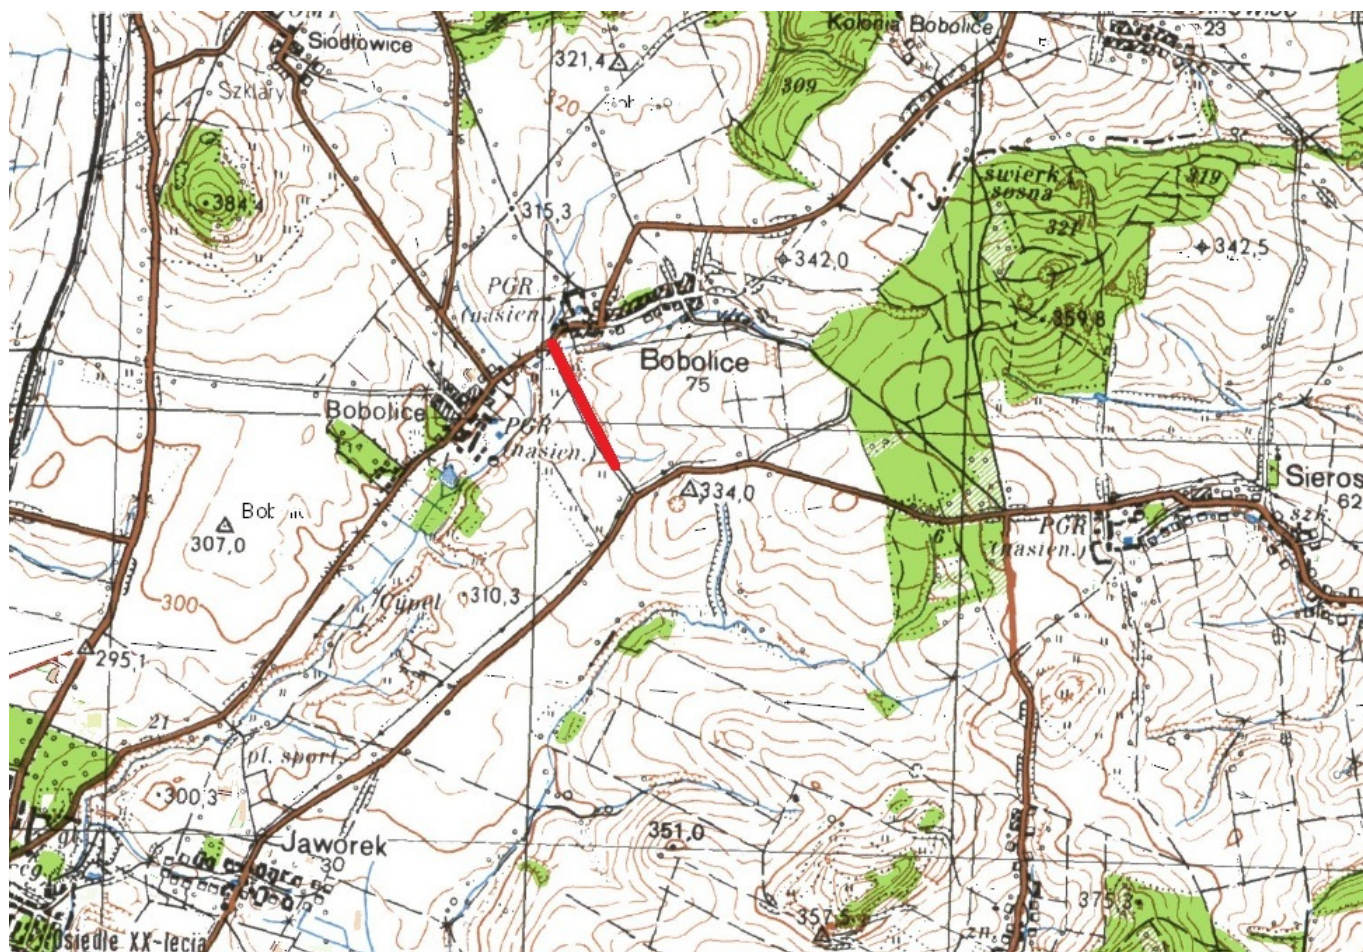 Siodłowice
Szklary
321,4
320
309
Kolonia Bobolice
23
świerk
sosna
319
321
384,4
315,3
342,0
342,5
PGR
(nasien.)
359,8
Bobolice
75
Bobolice
PGR
(nasien.)
334,0
Sieros
62
szk.
PGR
(nasien.)
6
307,0
300
Cypel
310,3
295,1
21
pl. sport.
300,3
Jaworek
30
351,0
357,5
375,3
zn.
Osiedle XX-lecia